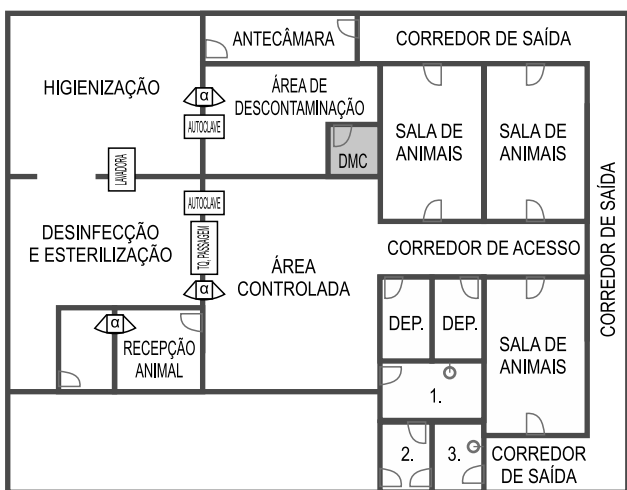 ANTECÂMARA
CORREDOR DE SAÍDA
HIGIENIZAÇÃO
ÁREA DE
DESCONTAMINAÇÃO
α
AUTOCLAVE
SALA DE
ANIMAIS
SALA DE
ANIMAIS
DMC
LAVADORA
AUTOCLAVE
DESINFECÇÃO
E ESTERILIZAÇÃO
TQ, PASSAGEM
CORREDOR DE ACESSO
CORREDOR DE SAÍDA
ÁREA
CONTROLADA
α
α
DEP.
DEP.
RECEPÇÃO
ANIMAL
SALA DE
ANIMAIS
1.
2.
3.
CORREDOR
DE SAÍDA